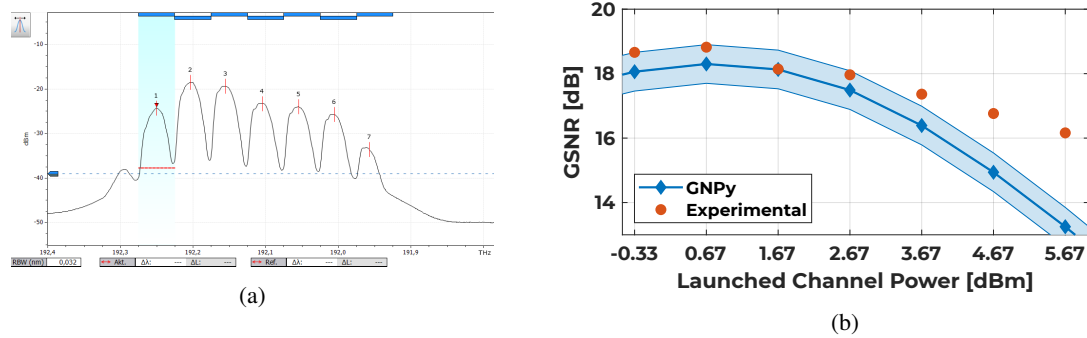 -10
-20
-30
-40
-50
dBm
1
2
3
4
5
6
7
192,4
192,3
192,2
192,1
192,0
191,9
THz
RBW (nm) 0,032
Akt. Δλ: --- ΔL: ---
Ref. Δλ: --- ΔL: ---
(a)
20
18
16
14
GSNR [dB]
GNPy
Experimental
-0.33 0.67 1.67 2.67 3.67 4.67 5.67
Launched Channel Power [dBm]
(b)